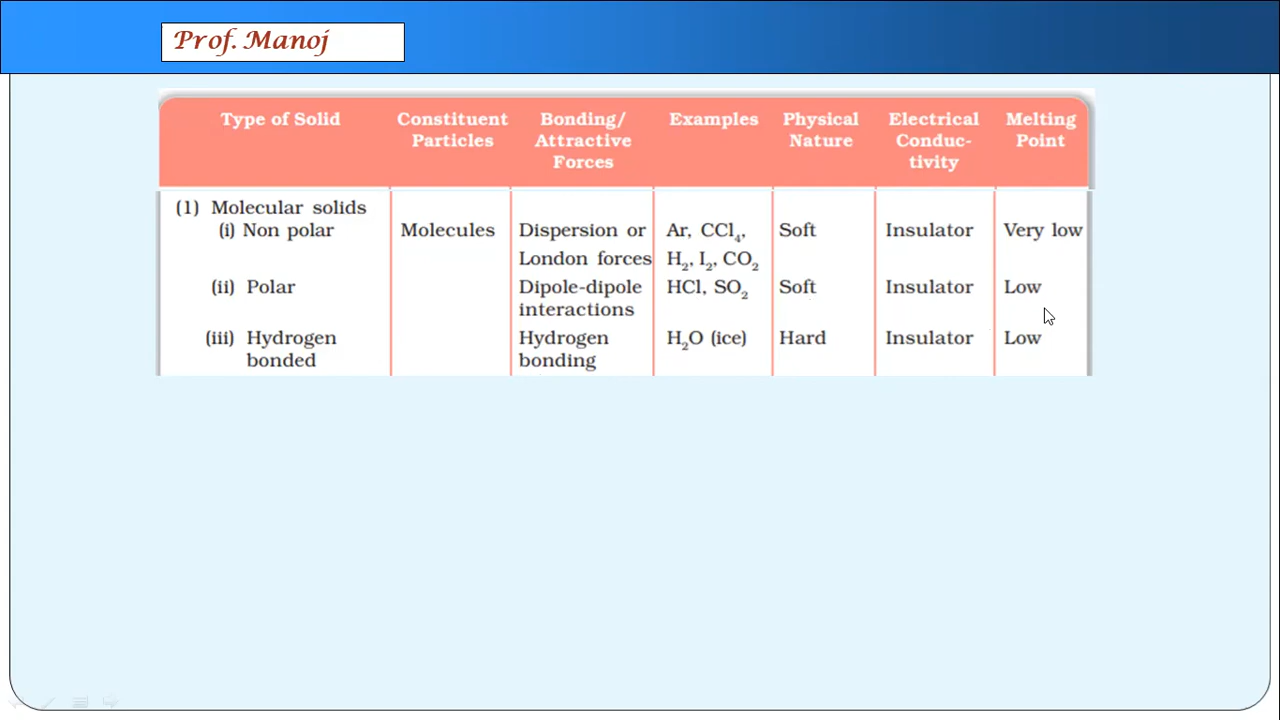 Prof. Manoj
Type of Solid Constituent Particles Bonding/ Attractive Forces Examples Physical Nature Electrical Conduc- tivity Melting Point
(1) Molecular solids
(i) Non polar Molecules Dispersion or Ar, CCl₄, Soft Insulator Very low
London forces H₂, I₂, CO₂
(ii) Polar Dipole-dipole HCl, SO₂ Soft Insulator Low
interactions
(iii) Hydrogen Hydrogen H₂O (ice) Hard Insulator Low
bonded bonding